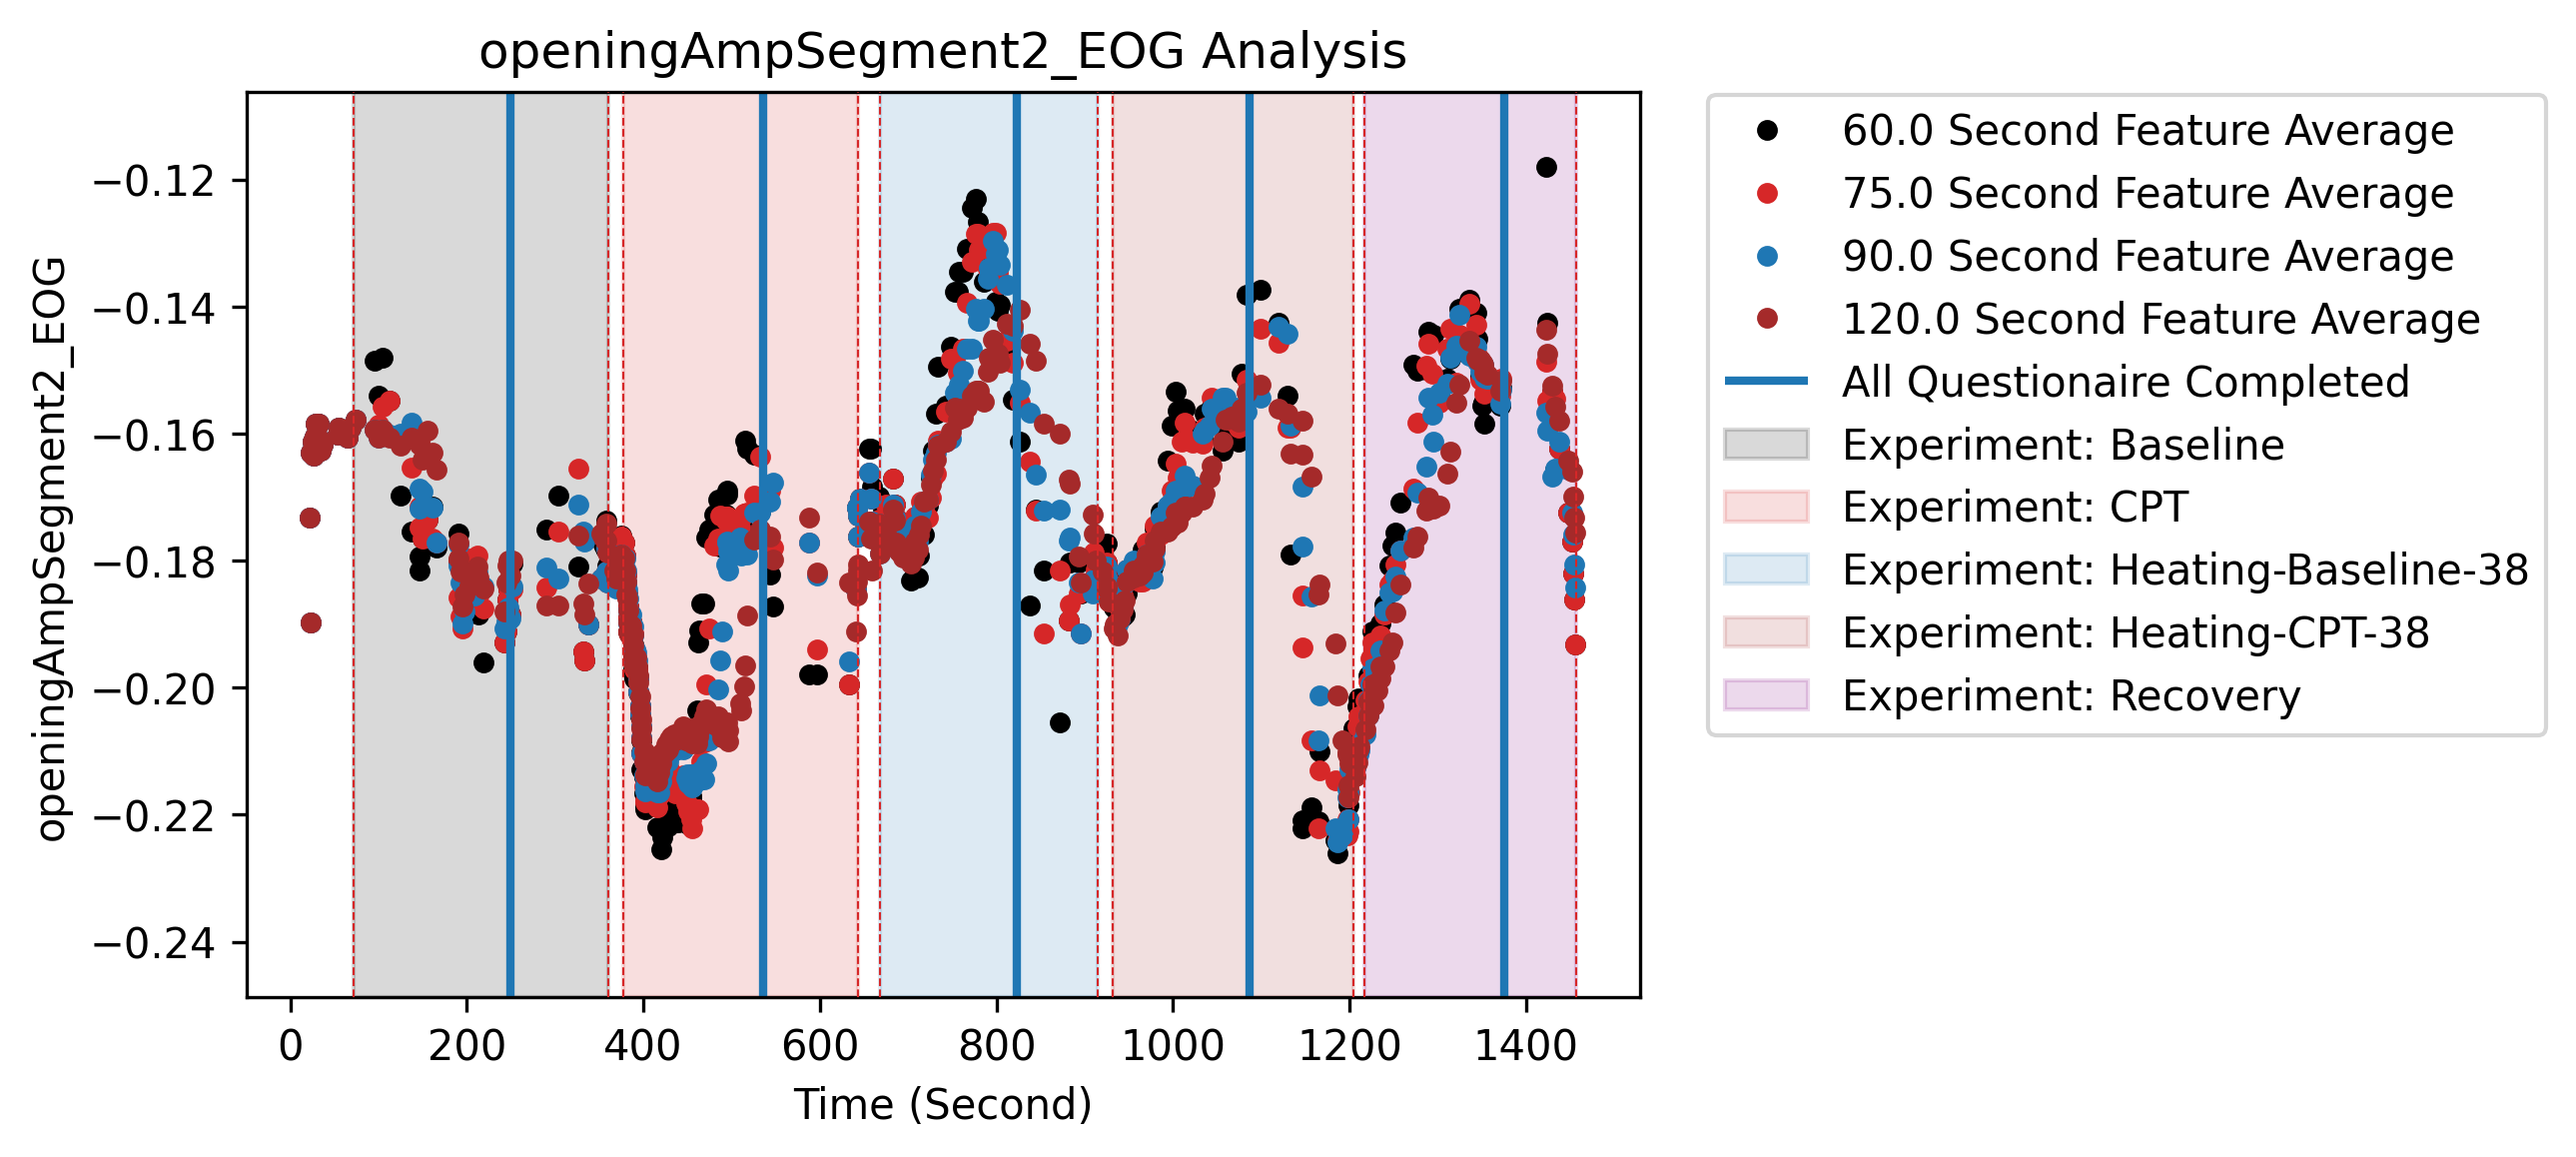 openingAmpSegment2_EOG Analysis
openingAmpSegment2_EOG
−0.12
−0.14
−0.16
−0.18
−0.20
−0.22
−0.24
0 200 400 600 800 1000 1200 1400
Time (Second)
60.0 Second Feature Average
75.0 Second Feature Average
90.0 Second Feature Average
120.0 Second Feature Average
All Questionaire Completed
Experiment: Baseline
Experiment: CPT
Experiment: Heating-Baseline-38
Experiment: Heating-CPT-38
Experiment: Recovery